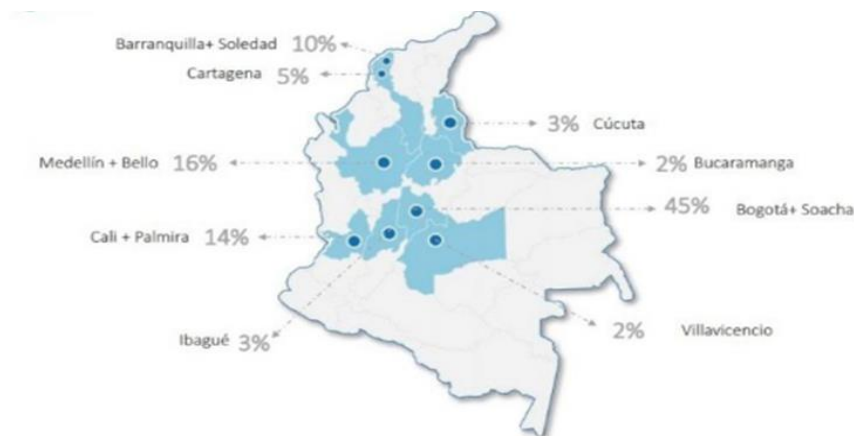 Barranquilla+ Soledad 10%
Cartagena 5%
3% Cúcuta
Medellín + Bello 16%
2% Bucaramanga
45% Bogotá+ Soacha
Cali + Palmira 14%
Ibagué 3%
2% Villavicencio